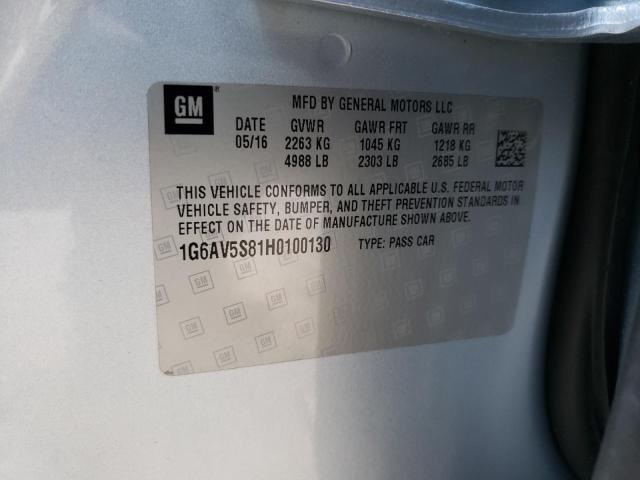 GM
MFD BY GENERAL MOTORS LLC
DATE GVWR GAWR FRT GAWR RR
05/16 2263 KG 1045 KG 1218 KG
4988 LB 2303 LB 2685 LB
THIS VEHICLE CONFORMS TO ALL APPLICABLE U.S. FEDERAL MOTOR
VEHICLE SAFETY, BUMPER, AND THEFT PREVENTION STANDARDS IN
EFFECT ON THE DATE OF MANUFACTURE SHOWN ABOVE.
1G6AV5S81H0100130 TYPE: PASS CAR